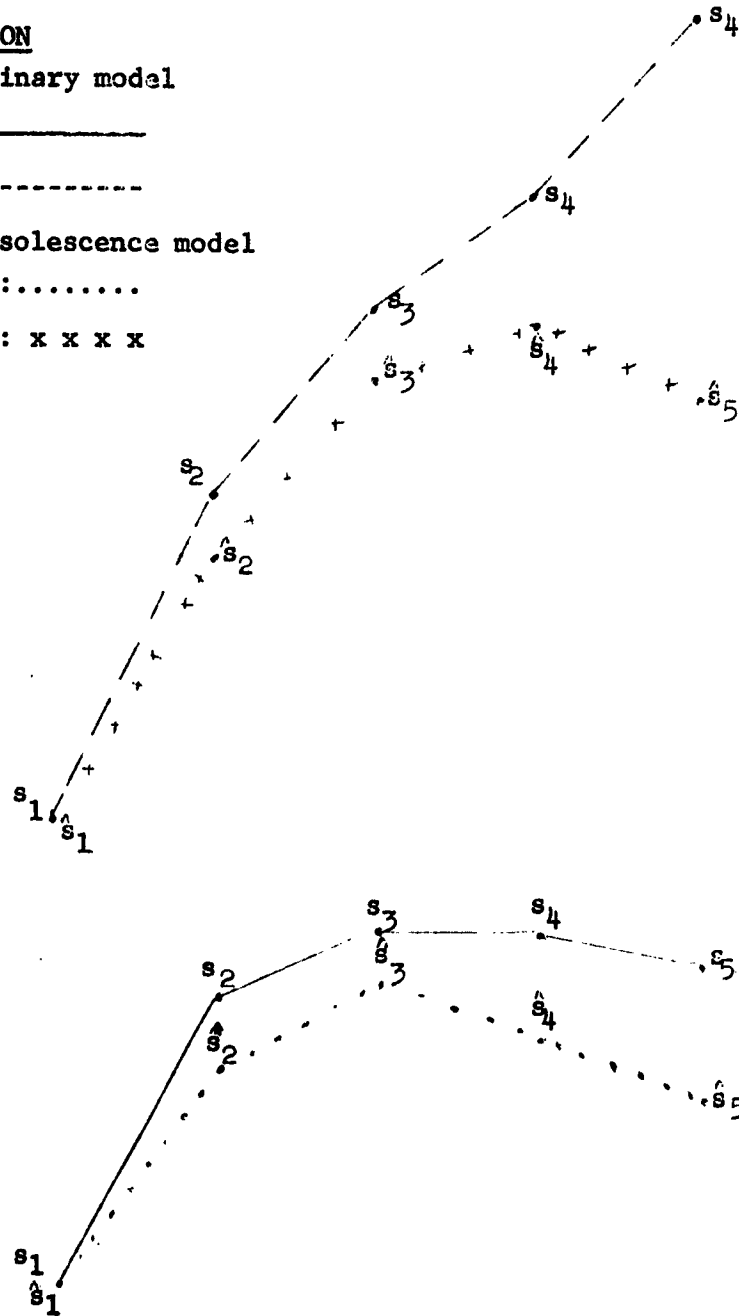 ON
inary model
solescence model
:........
: x x x x
s4
s4
s3
ŝ4
ŝ3
ŝ5
s2
ŝ2
s1
ŝ1
s3
s4
s2
ŝ3
s5
ŝ4
ŝ2
ŝ5
s1
ŝ1